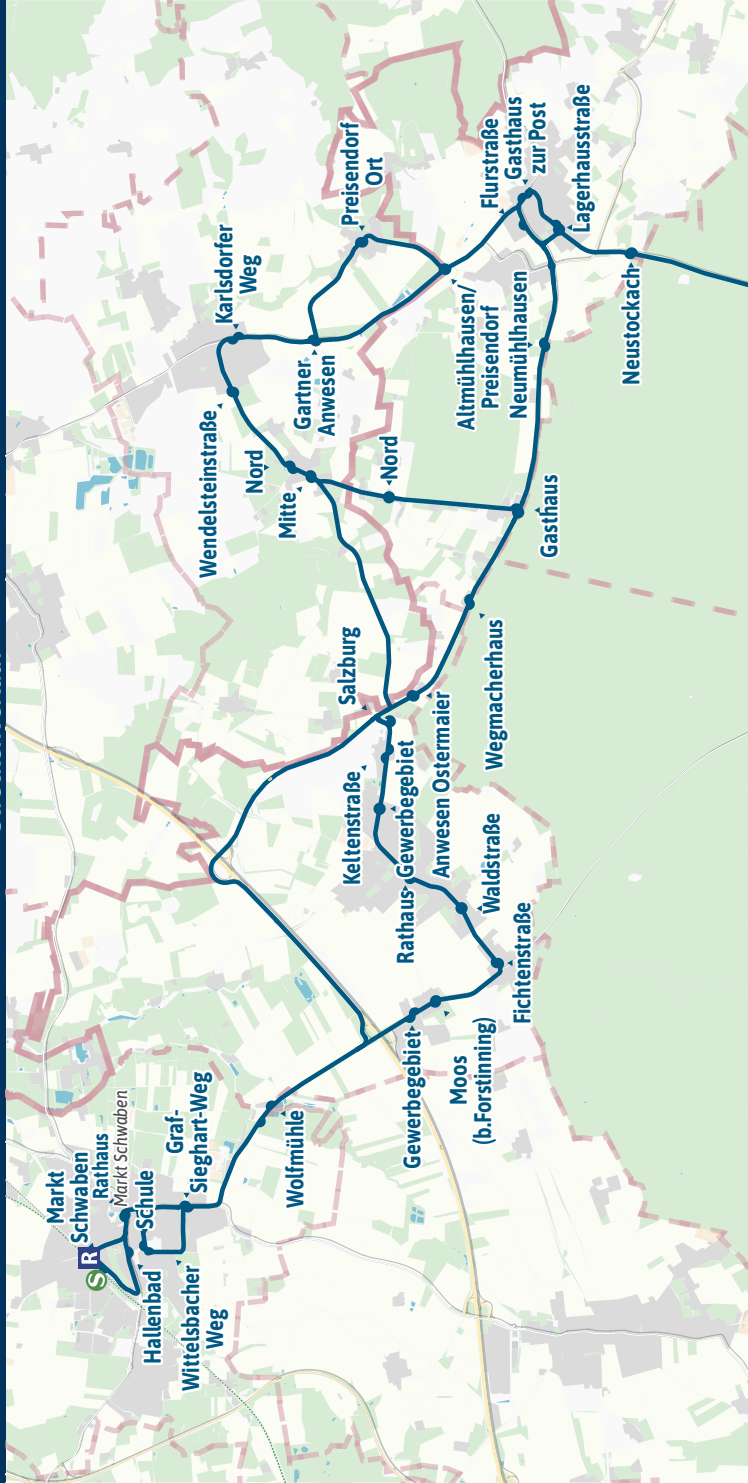 Markt
Schwaben
S
R
Rathaus
Markt Schwaben
Schule
Hallenbad
Wittelsbacher
Weg
Graf-
Sieghart-Weg
Wolfmühle
Gewerbegebiet
Moos
(b.Forstinning)
Fichtenstraße
Waldstraße
Rathaus
Gewerbegebiet
Keltenstraße
Anwesen Ostermaier
Salzburg
Wegmacherhaus
Gasthaus
Nord
Mitte
Nord
Wendelsteinstraße
Karlsdorfer
Weg
Gartner
Anwesen
Preisendorf
Ort
Altmühlhausen/
Preisendorf
Neumühlhausen
Flurstraße
Gasthaus
zur Post
Lagerhausstraße
Neustockach